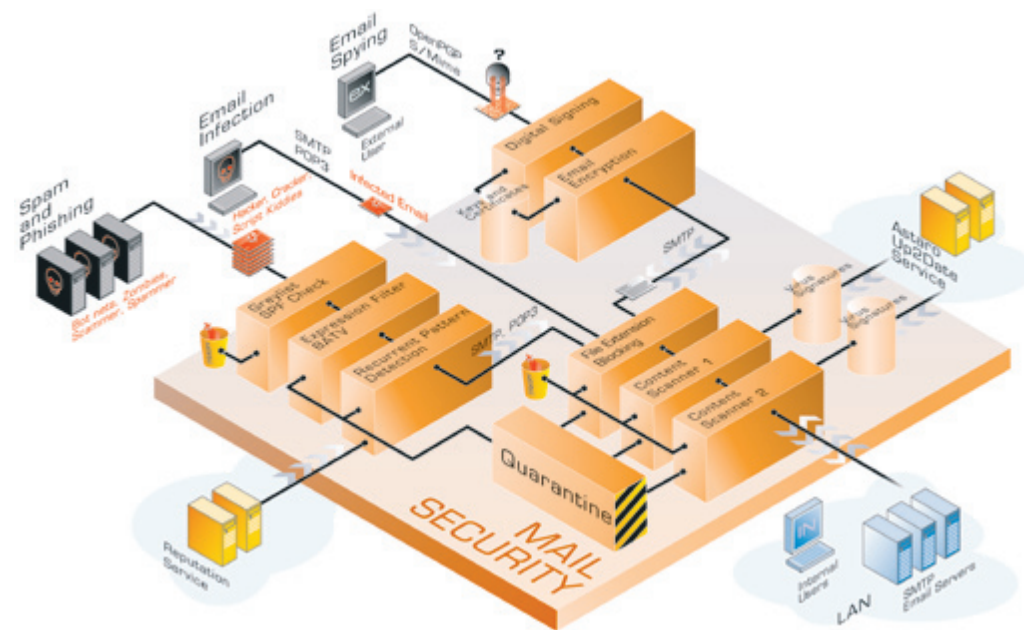 Email
Spying
OpenPGP
S/Mime
?
EX
External
User
Digital Signing
Email
Encryption
Keys and
Certificates
Email
Infection
SMTP
POP3
Infected Email
Hacker, Cracker
Script Kiddies
Spam
and
Phishing
Bot nets, Zombies
Scammer, Spammer
SMTP
Astaro
Up2Date
Service
Virus
Signatures
Virus
Signatures
Greylist
SPF Check
Expression Filter
BATV
Recurrent Pattern
Detection
SMTP, POP3
File Extension
Blocking
Content
Scanner 1
Content
Scanner 2
Quarantine
MAIL
SECURITY
Reputation
Service
IN
Internal
Users
SMTP
Email Servers
LAN